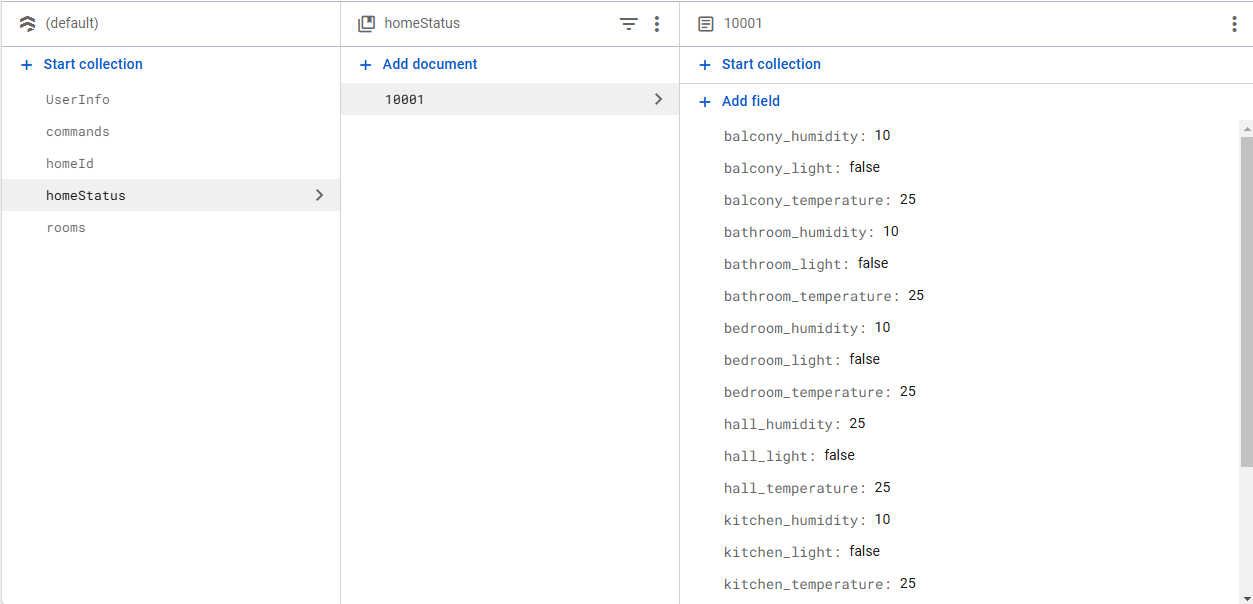 (default)
Start collection
UserInfo
commands
homeId
homeStatus
rooms
homeStatus
Add document
10001
10001
Start collection
Add field
balcony_humidity: 10
balcony_light: false
balcony_temperature: 25
bathroom_humidity: 10
bathroom_light: false
bathroom_temperature: 25
bedroom_humidity: 10
bedroom_light: false
bedroom_temperature: 25
hall_humidity: 25
hall_light: false
hall_temperature: 25
kitchen_humidity: 10
kitchen_light: false
kitchen_temperature: 25